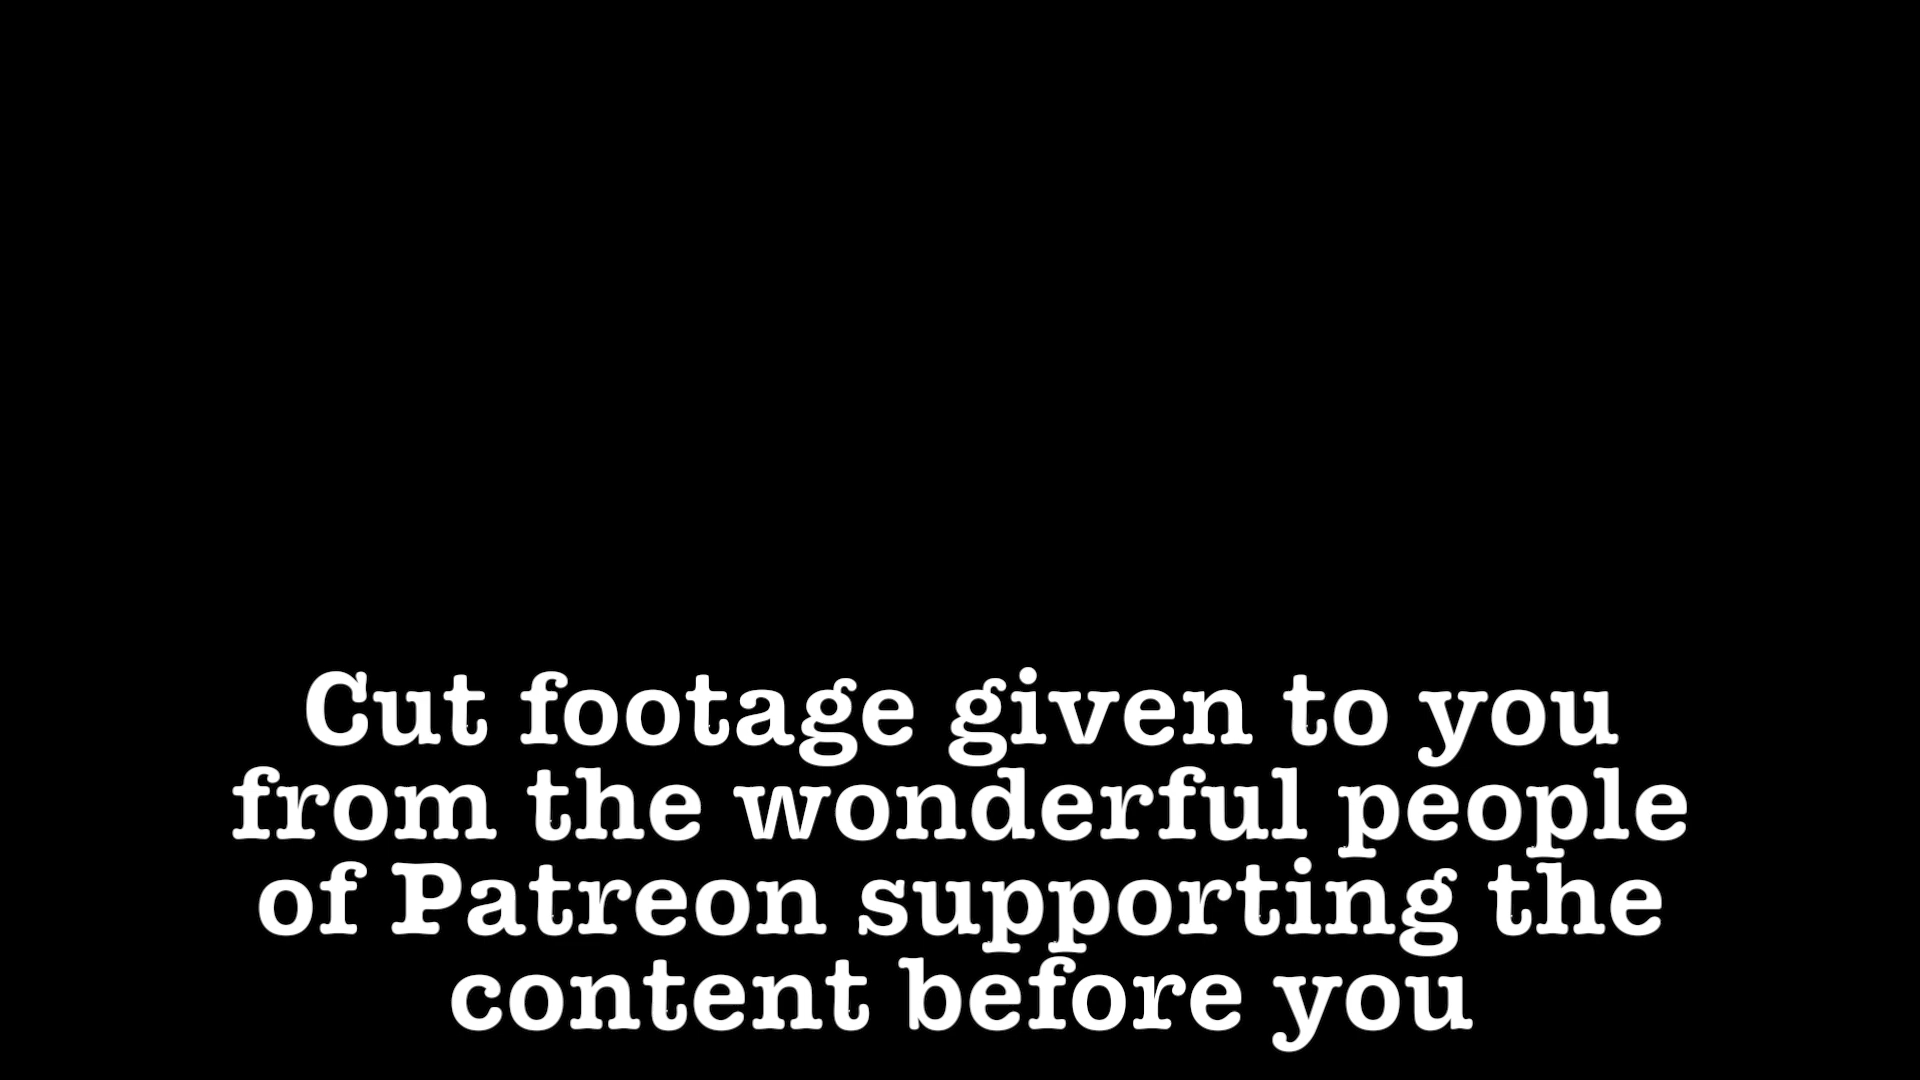 Cut footage given to you
from the wonderful people
of Patreon supporting the
content before you